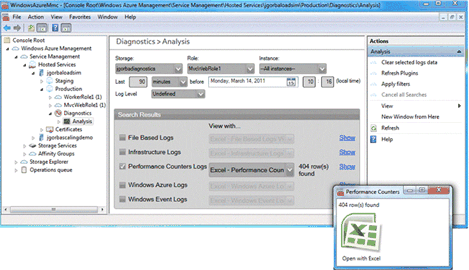 WindowsAzureMmc - [Console Root\Windows Azure Management\Service Management\Hosted Services\jgorbaloadsim\Production\Diagnostics\Analysis]
File Action View Favorites Window Help
Console Root
Windows Azure Management
Service Management
Hosted Services
jgorbaloadsim
Staging
Production
WorkerRole1 (1)
MvcWebRole1 (1)
Diagnostics
Analysis
Certificates
jgorbascalingdemo
Storage Services
Affinity Groups
Storage Explorer
Operations queue
Diagnostics > Analysis
Storage: Role: Instance:
jgorbadiagnostics MvcWebRole1 --All instances--
Last 90 minutes before Monday, March 14, 2011 10 : 16 (local time)
Log Level Undefined
Search Results
View with...
File Based Logs Show
Infrastructure Logs Show
Performance Counters Logs Excel - Performance Coun 404 row(s) found Show
Windows Azure Logs Show
Windows Event Logs Show
Actions
Analysis
Clear selected logs data
Refresh Plugins
Apply filters
Cancel all Searches
View
New Window from Here
Refresh
Help
Performance Counters
404 row(s) found
Open with Excel